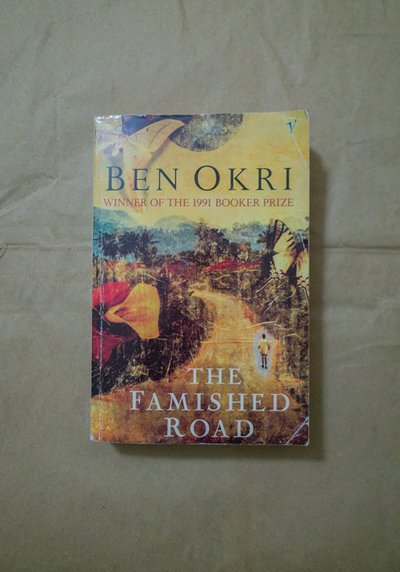 BEN OKRI
WINNER OF THE 1991 BOOKER PRIZE
THE
FAMISHED
ROAD